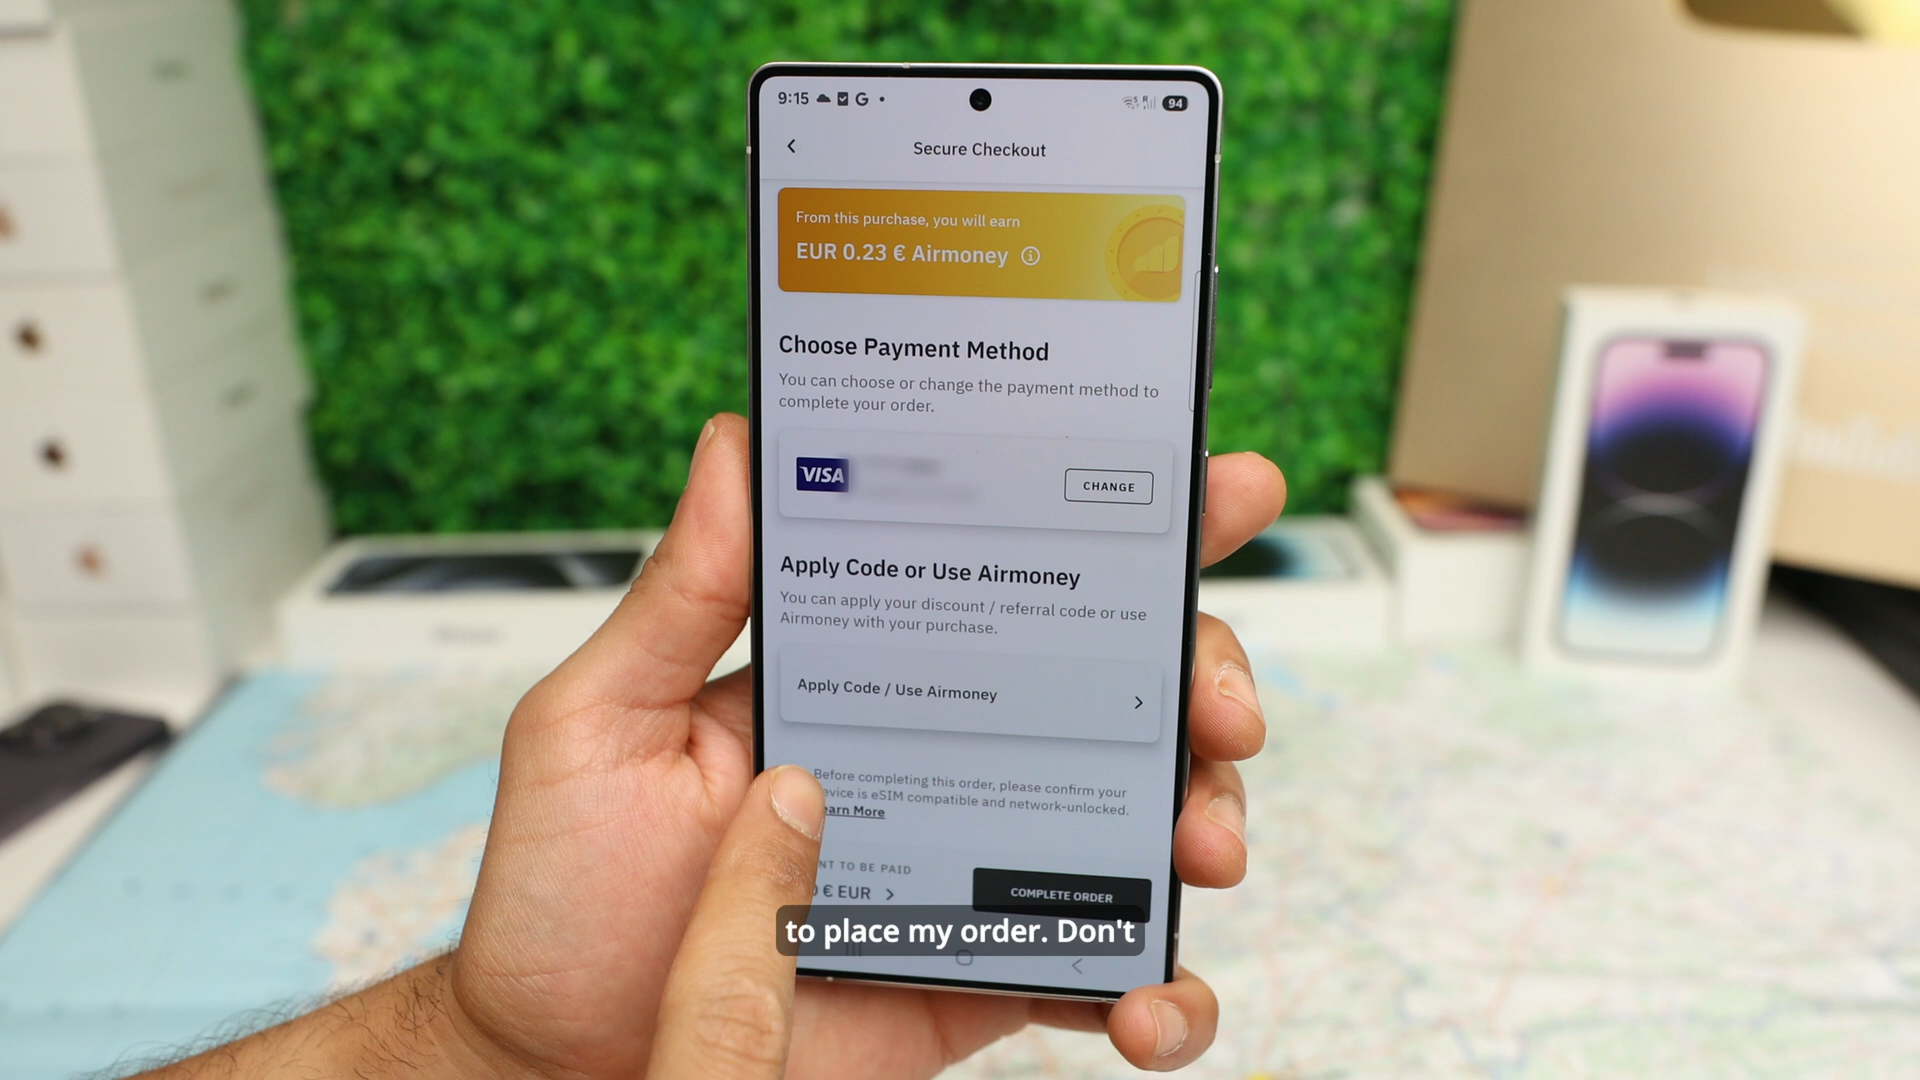 9:15
G
94
Secure Checkout
From this purchase, you will earn
EUR 0.23 € Airmoney
Choose Payment Method
You can choose or change the payment method to
complete your order.
VISA
CHANGE
Apply Code or Use Airmoney
You can apply your discount / referral code or use
Airmoney with your purchase.
Apply Code / Use Airmoney
Before completing this order, please confirm your
evice is eSIM compatible and network-unlocked.
earn More
NT TO BE PAID
€ EUR
COMPLETE ORDER
to place my order. Don't